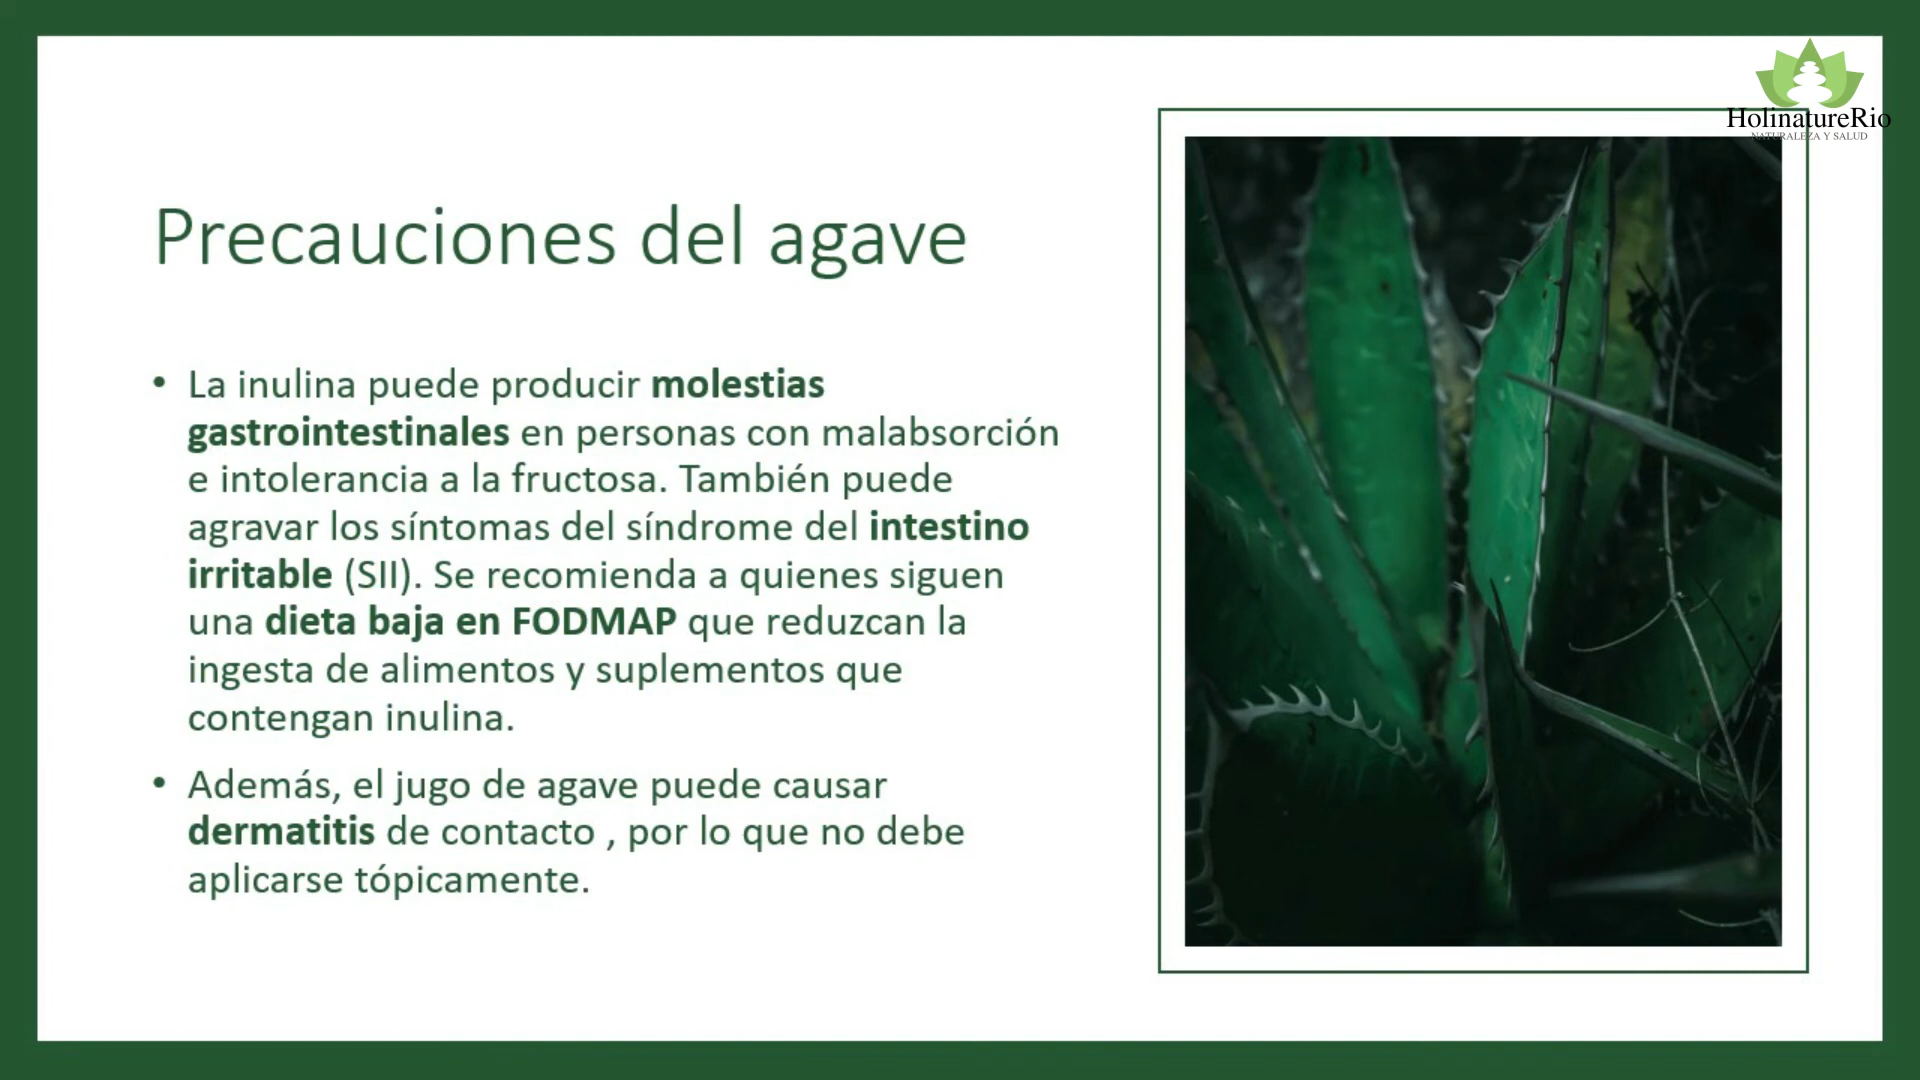 HolinatureRio
NATURALEZA Y SALUD
Precauciones del agave
• La inulina puede producir molestias
gastrointestinales en personas con malabsorción
e intolerancia a la fructosa. También puede
agravar los síntomas del síndrome del intestino
irritable (SII). Se recomienda a quienes siguen
una dieta baja en FODMAP que reduzcan la
ingesta de alimentos y suplementos que
contengan inulina.
• Además, el jugo de agave puede causar
dermatitis de contacto , por lo que no debe
aplicarse tópicamente.